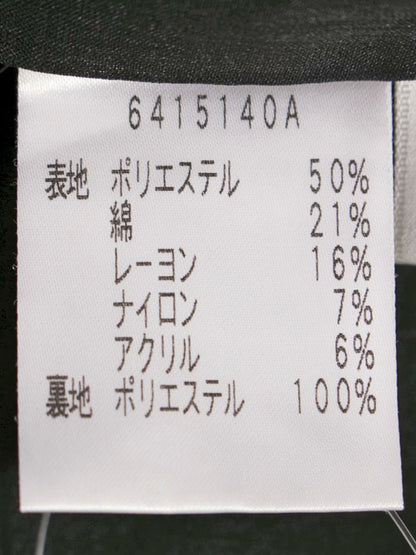 6415140A
表地 ポリエステル 50%
綿 21%
レーヨン 16%
ナイロン 7%
アクリル 6%
裏地 ポリエステル 100%